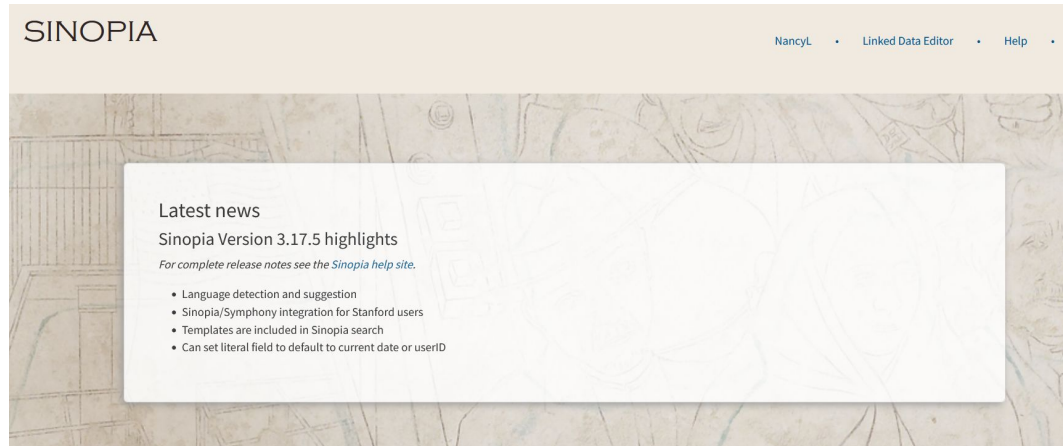 SINOPIA
NancyL • Linked Data Editor • Help •
Latest news
Sinopia Version 3.17.5 highlights
For complete release notes see the Sinopia help site.
• Language detection and suggestion
• Sinopia/Symphony integration for Stanford users
• Templates are included in Sinopia search
• Can set literal field to default to current date or userID